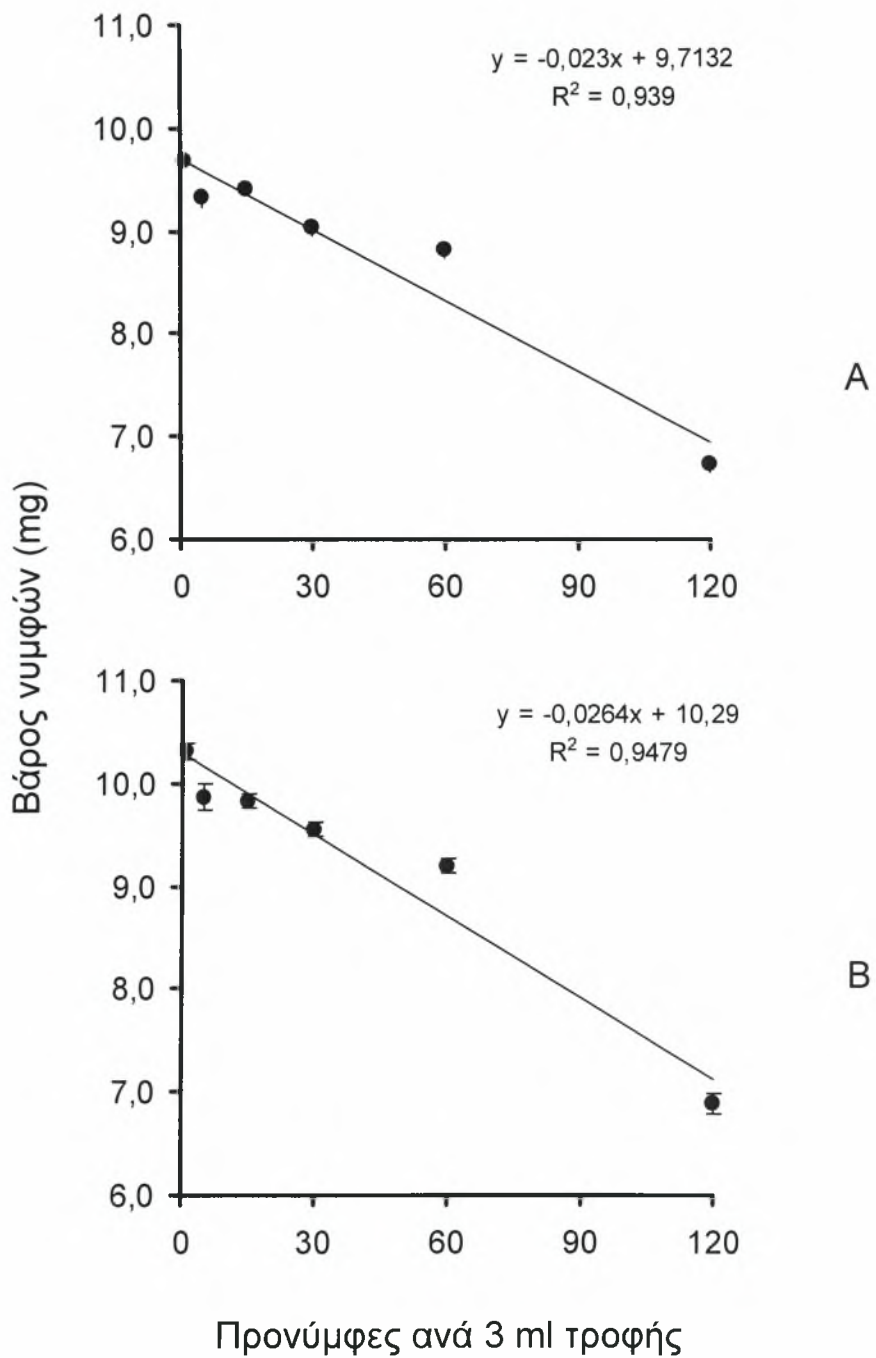 11,0
y = -0,023x + 9,7132
R² = 0,939
10,0
9,0
8,0
7,0
6,0
0 30 60 90 120
A
Βάρος νυμφών (mg)
11,0
y = -0,0264x + 10,29
R² = 0,9479
10,0
9,0
8,0
7,0
6,0
0 30 60 90 120
B
Προνύμφες ανά 3 ml τροφής